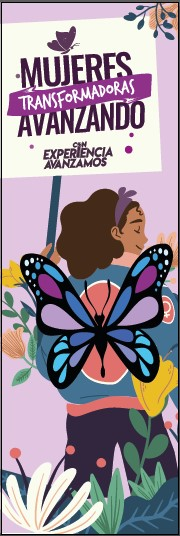 MUJERES
TRANSFORMADORAS
AVANZANDO
CON
EXPERIENCIA
AVANZAMOS